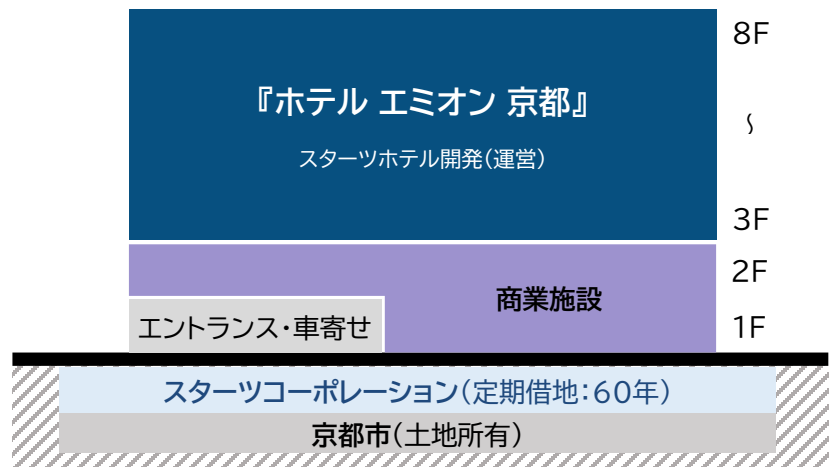 8F
『ホテル エミオン 京都』
〜
スターツホテル開発(運営)
3F
2F
商業施設
エントランス・車寄せ
1F
スターツコーポレーション(定期借地:60年)
京都市(土地所有)